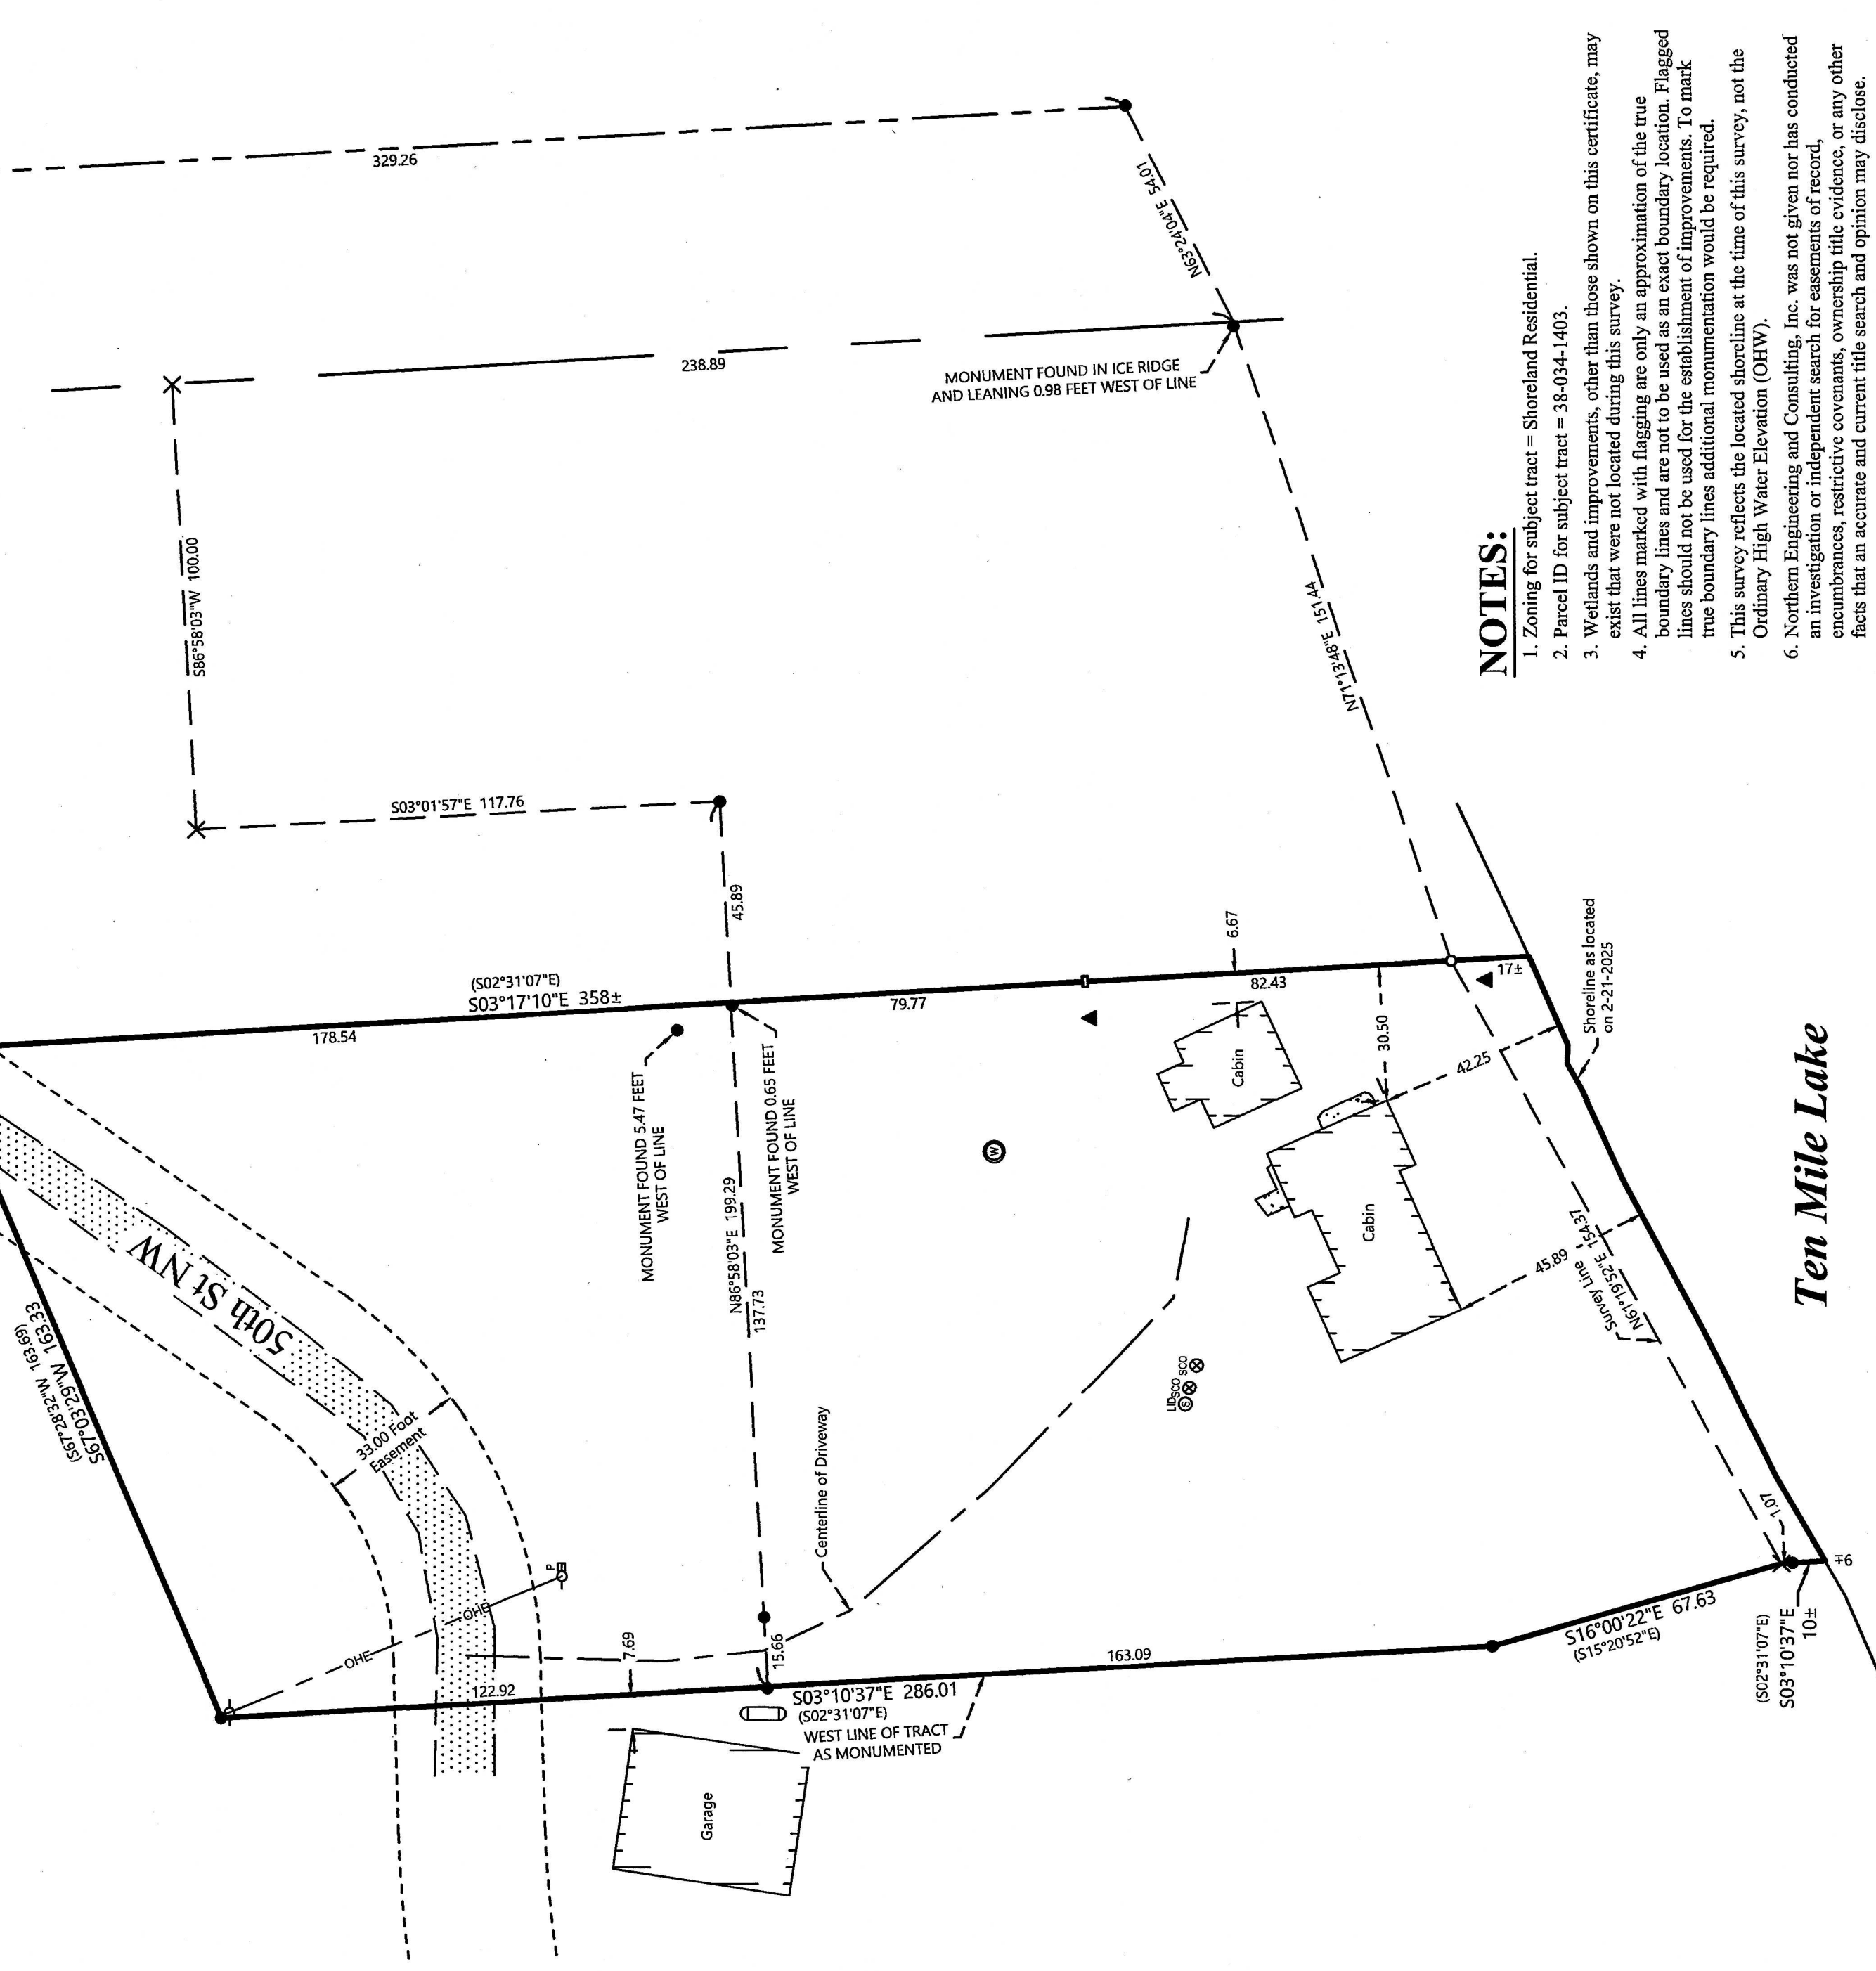 329.26
N63°24'04"E 54.01
238.89
MONUMENT FOUND IN ICE RIDGE
AND LEANING 0.98 FEET WEST OF LINE
S86°58'03"W 100.00
N71°13'48"E 151.44
S03°01'57"E 117.76
45.89
(S02°31'07"E)
S03°17'10"E 358±
178.54
79.77
6.67
82.43
17±
Shoreline as located
on 2-21-2025
MONUMENT FOUND 5.47 FEET
WEST OF LINE
MONUMENT FOUND 0.65 FEET
WEST OF LINE
W
Cabin
30.50
42.25
50th St NW
(S67°28'32"W 163.69)
S67°03'29"W 163.33
33.00 Foot
Easement
N86°58'03"E 199.29
137.73
Cabin
45.89
Survey Line
N61°19'52"E 154.37
LID SCO SCO
S
Centerline of Driveway
1.07
OHE
OHE
P
E
7.69
15.66
122.92
S03°10'37"E 286.01
(S02°31'07"E)
163.09
WEST LINE OF TRACT
AS MONUMENTED
S16°00'22"E 67.63
(S15°20'52"E)
(S02°31'07"E)
S03°10'37"E
10±
∓6
Garage
Ten Mile Lake
NOTES:
1. Zoning for subject tract = Shoreland Residential.
2. Parcel ID for subject tract = 38-034-1403.
3. Wetlands and improvements, other than those shown on this certificate, may
exist that were not located during this survey.
4. All lines marked with flagging are only an approximation of the true
boundary lines and are not to be used as an exact boundary location. Flagged
lines should not be used for the establishment of improvements. To mark
true boundary lines additional monumentation would be required.
5. This survey reflects the located shoreline at the time of this survey, not the
Ordinary High Water Elevation (OHW).
6. Northern Engineering and Consulting, Inc. was not given nor has conducted
an investigation or independent search for easements of record,
encumbrances, restrictive covenants, ownership title evidence, or any other
facts that an accurate and current title search and opinion may disclose.